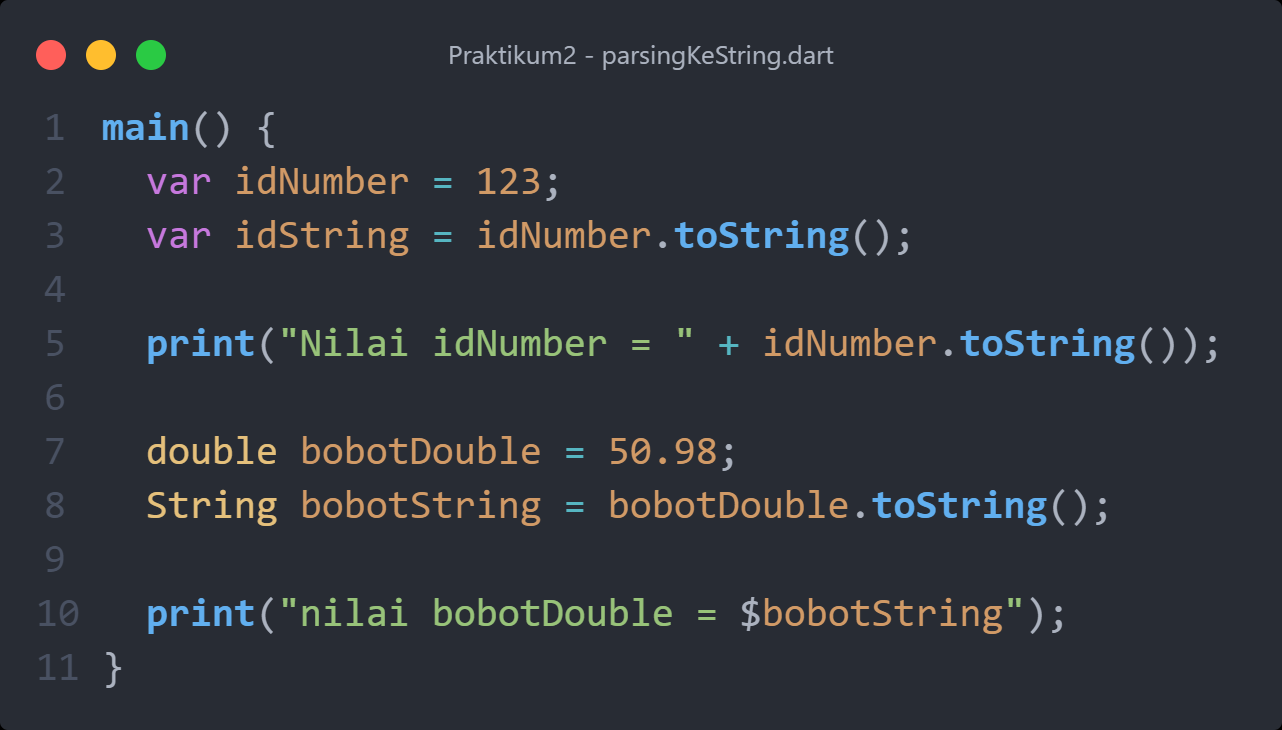 Praktikum2 - parsingKeString.dart
1 main() {
2   var idNumber = 123;
3   var idString = idNumber.toString();
4
5   print("Nilai idNumber = " + idNumber.toString());
6
7   double bobotDouble = 50.98;
8   String bobotString = bobotDouble.toString();
9
10   print("nilai bobotDouble = $bobotString");
11 }